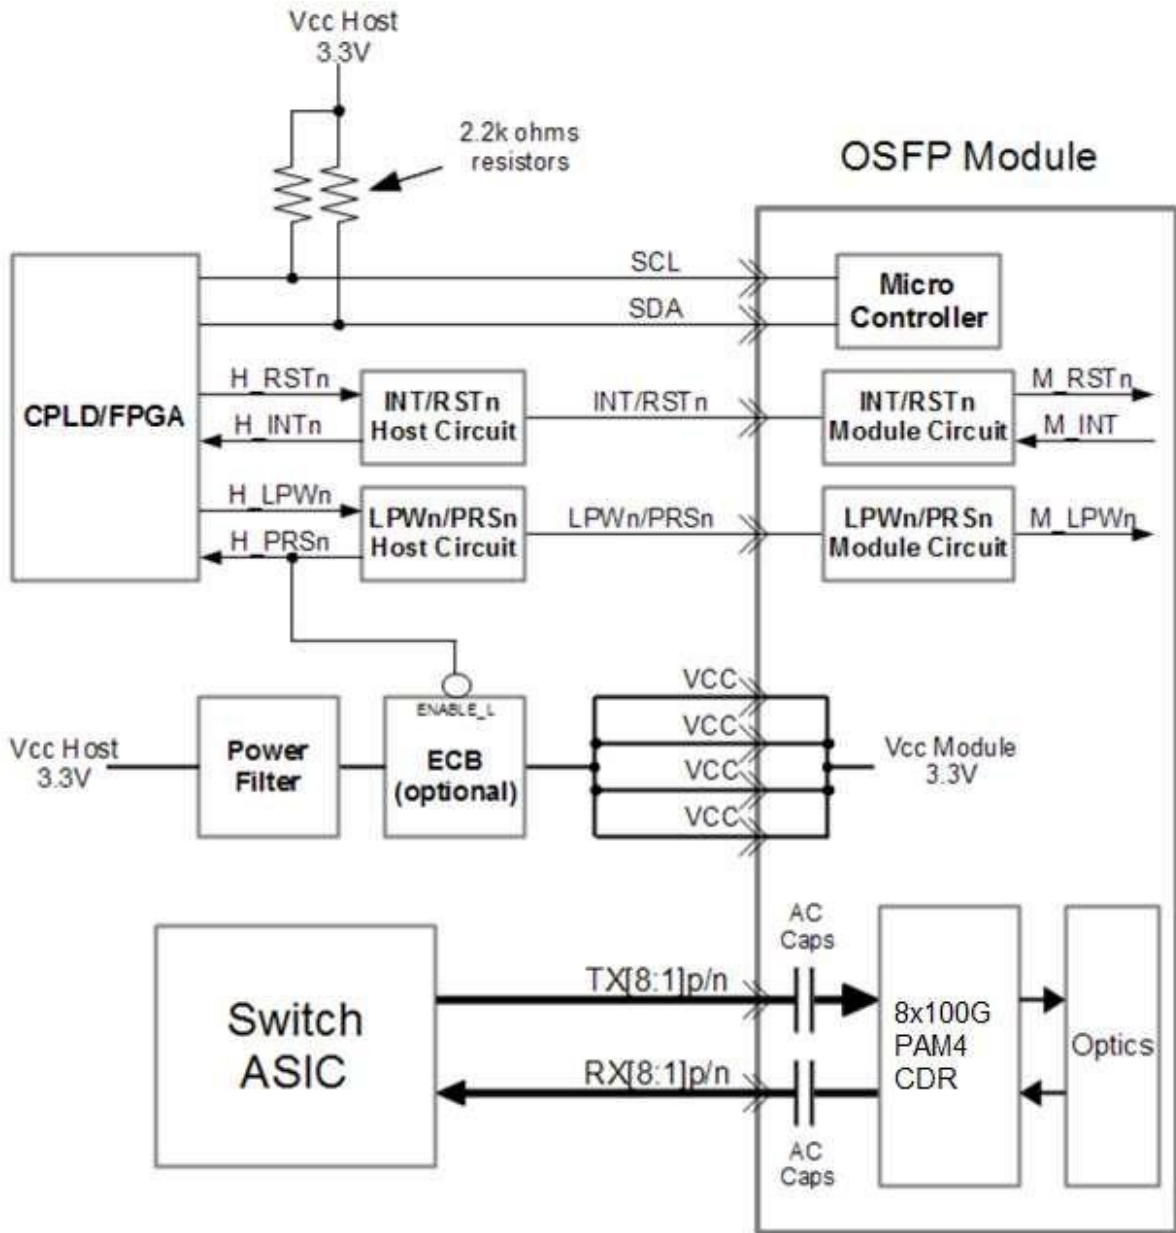 Vcc Host
3.3V
2.2k ohms
resistors
OSFP Module
SCL
SDA
Micro
Controller
CPLD/FPGA
H_RSTn
H_INTn
INT/RSTn
Host Circuit
INT/RSTn
INT/RSTn
Module Circuit
M_RSTn
M_INT
H_LPWn
H_PRSn
LPWn/PRSn
Host Circuit
LPWn/PRSn
LPWn/PRSn
Module Circuit
M_LPWn
ENABLE_L
Vcc Host
3.3V
Power
Filter
ECB
(optional)
VCC
VCC
VCC
VCC
Vcc Module
3.3V
Switch
ASIC
TX[8:1]p/n
RX[8:1]p/n
AC
Caps
AC
Caps
8x100G
PAM4
CDR
Optics